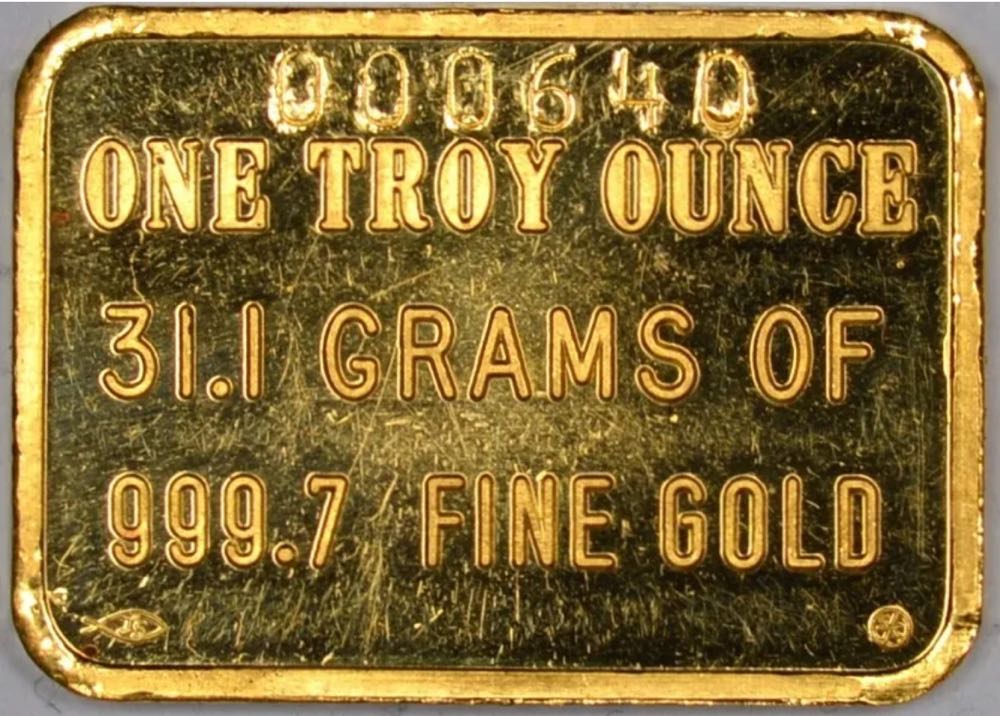 000640
ONE TROY OUNCE
31.1 GRAMS OF
999.7 FINE GOLD